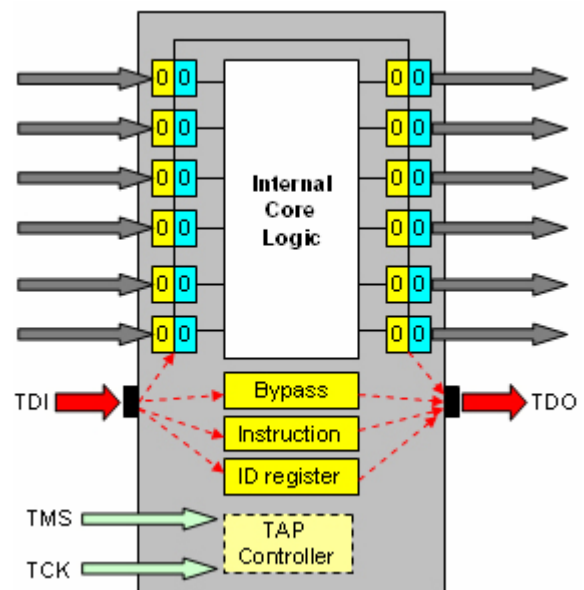 0 0 0 0
0 0 0 0
0 0 0 0
0 0 0 0
0 0 0 0
0 0 0 0
Internal
Core
Logic
TDI
Bypass
TDO
Instruction
ID register
TMS
TAP
Controller
TCK